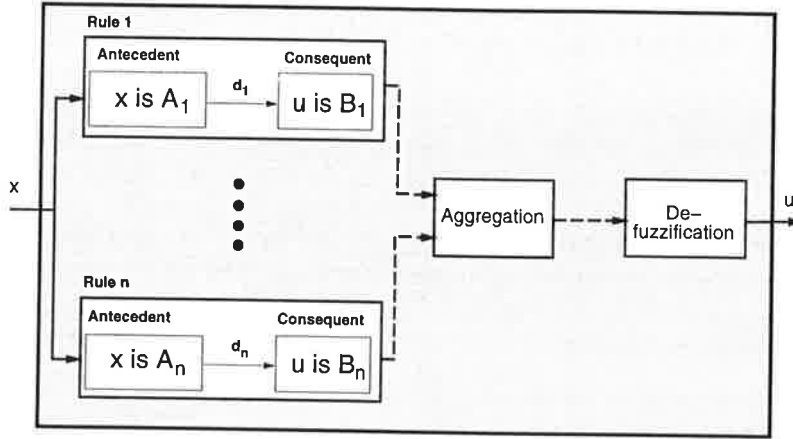 Rule 1
Antecedent
Consequent
x is A1
d1
u is B1
x
Aggregation
De–
fuzzification
u
Rule n
Antecedent
Consequent
x is An
dn
u is Bn